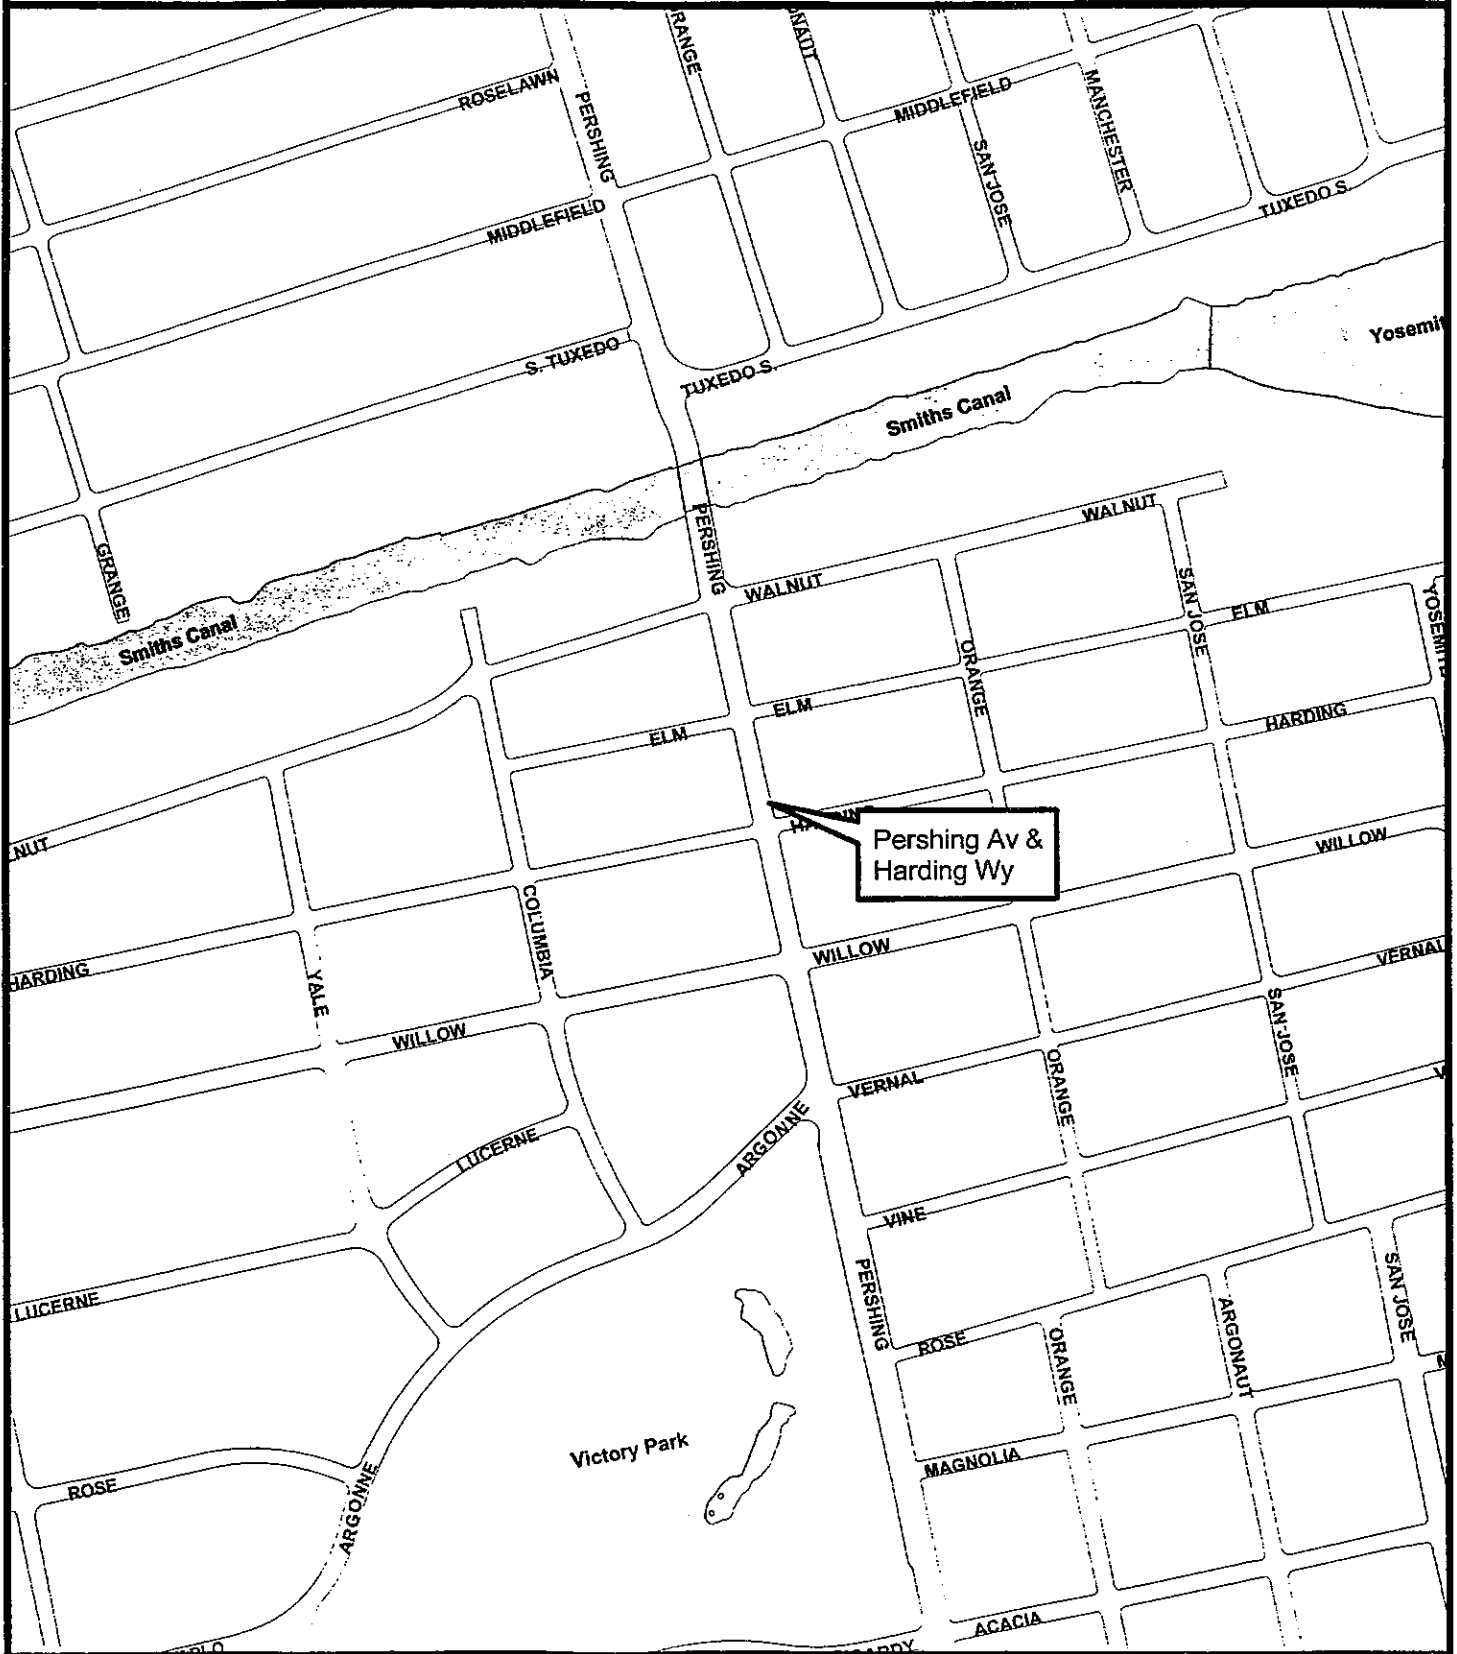 ROSELAWN
PERSHING
MIDDLEFIELD
MANCHESTER
SAN JOSE
MIDDLEFIELD
TUXEDO S.
S. TUXEDO
TUXEDO S.
Smiths Canal
GRANGE
Smiths Canal
PERSHING
WALNUT
WALNUT
SAN JOSE
ELM
ORANGE
ELM
ELM
HARDING
Pershing Av &
Harding Wy
WILLOW
COLUMBIA
HARDING
YALE
WILLOW
VERNAL
WILLOW
SAN JOSE
VERNAL
ORANGE
LUCERNE
ARGONNE
VINE
LUCERNE
PERSHING
ROSE
ORANGE
ARGONAUT
SAN JOSE
Victory Park
MAGNOLIA
ROSE
ARGONNE
ACACIA